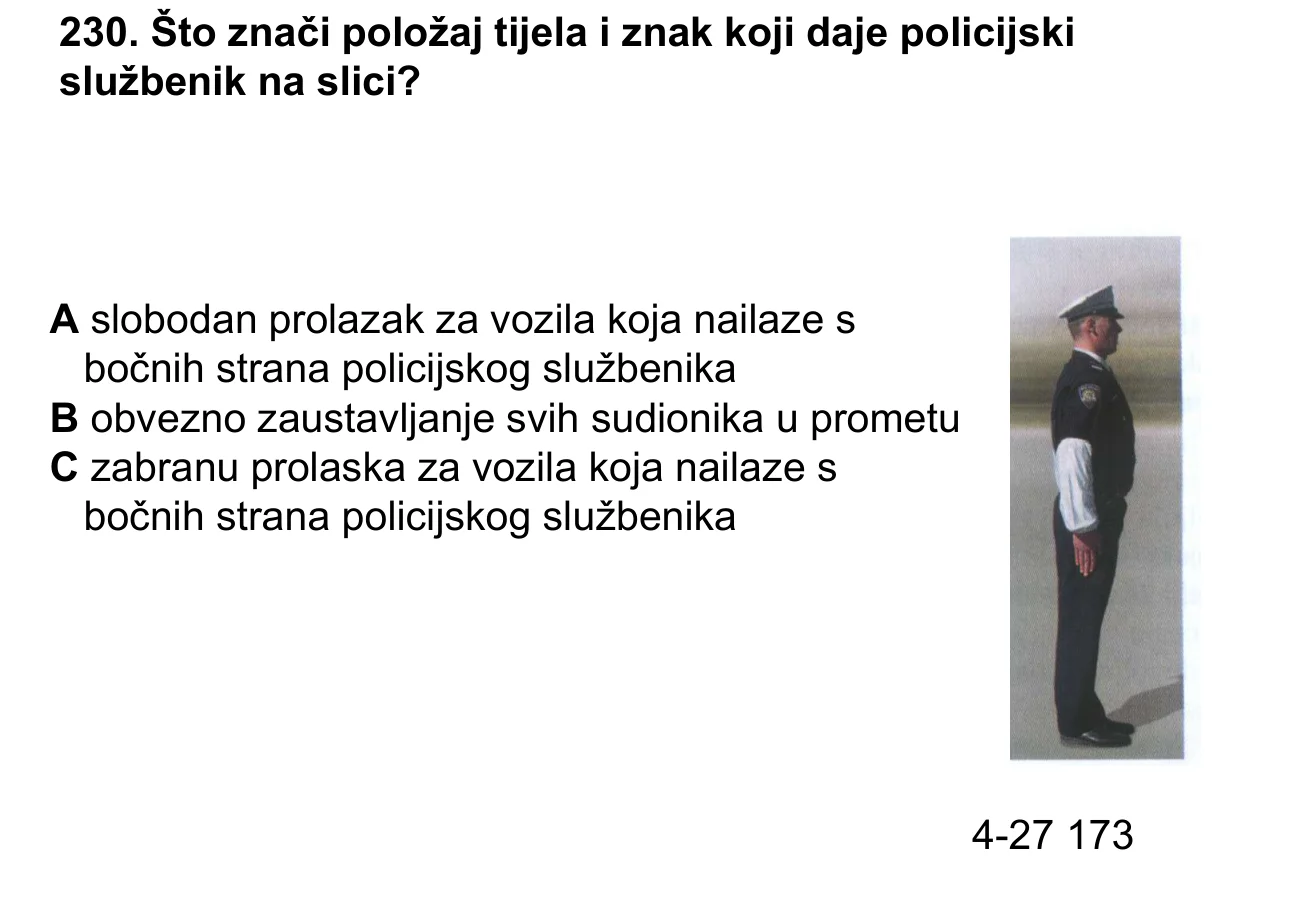 230. Što znači položaj tijela i znak koji daje policijski
službenik na slici?
A slobodan prolazak za vozila koja nailaze s
bočnih strana policijskog službenika
B obvezno zaustavljanje svih sudionika u prometu
C zabranu prolaska za vozila koja nailaze s
bočnih strana policijskog službenika
4-27 173